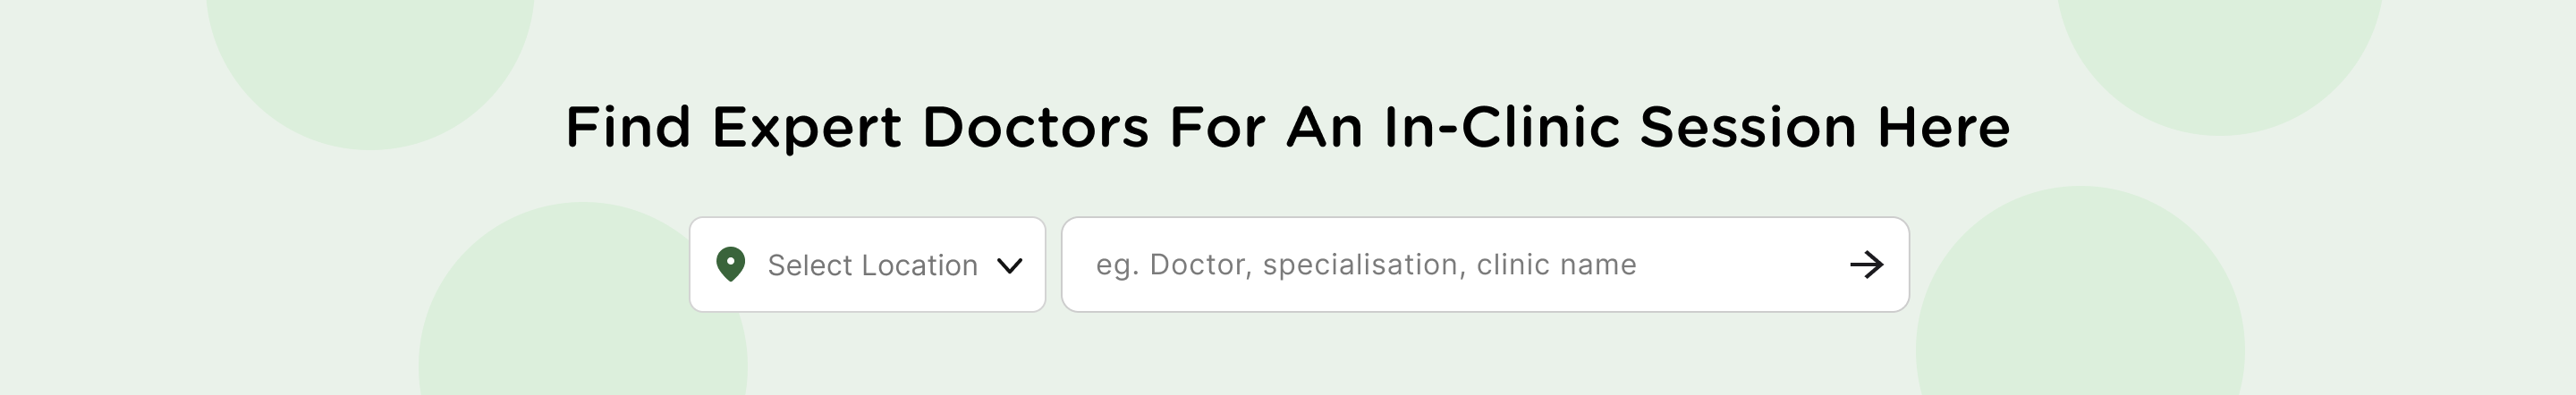 Find Expert Doctors For An In-Clinic Session Here
Select Location
eg. Doctor, specialisation, clinic name